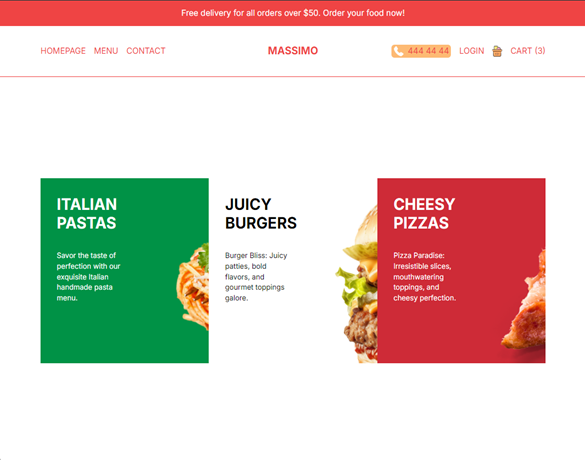 Free delivery for all orders over $50. Order your food now!
HOMEPAGE MENU CONTACT
MASSIMO
444 44 44
LOGIN
CART (3)
ITALIAN
PASTAS
Savor the taste of
perfection with our
exquisite Italian
handmade pasta
menu.
JUICY
BURGERS
Burger Bliss: Juicy
patties, bold
flavors, and
gourmet toppings
galore.
CHEESY
PIZZAS
Pizza Paradise:
Irresistible slices,
mouthwatering
toppings, and
cheesy perfection.